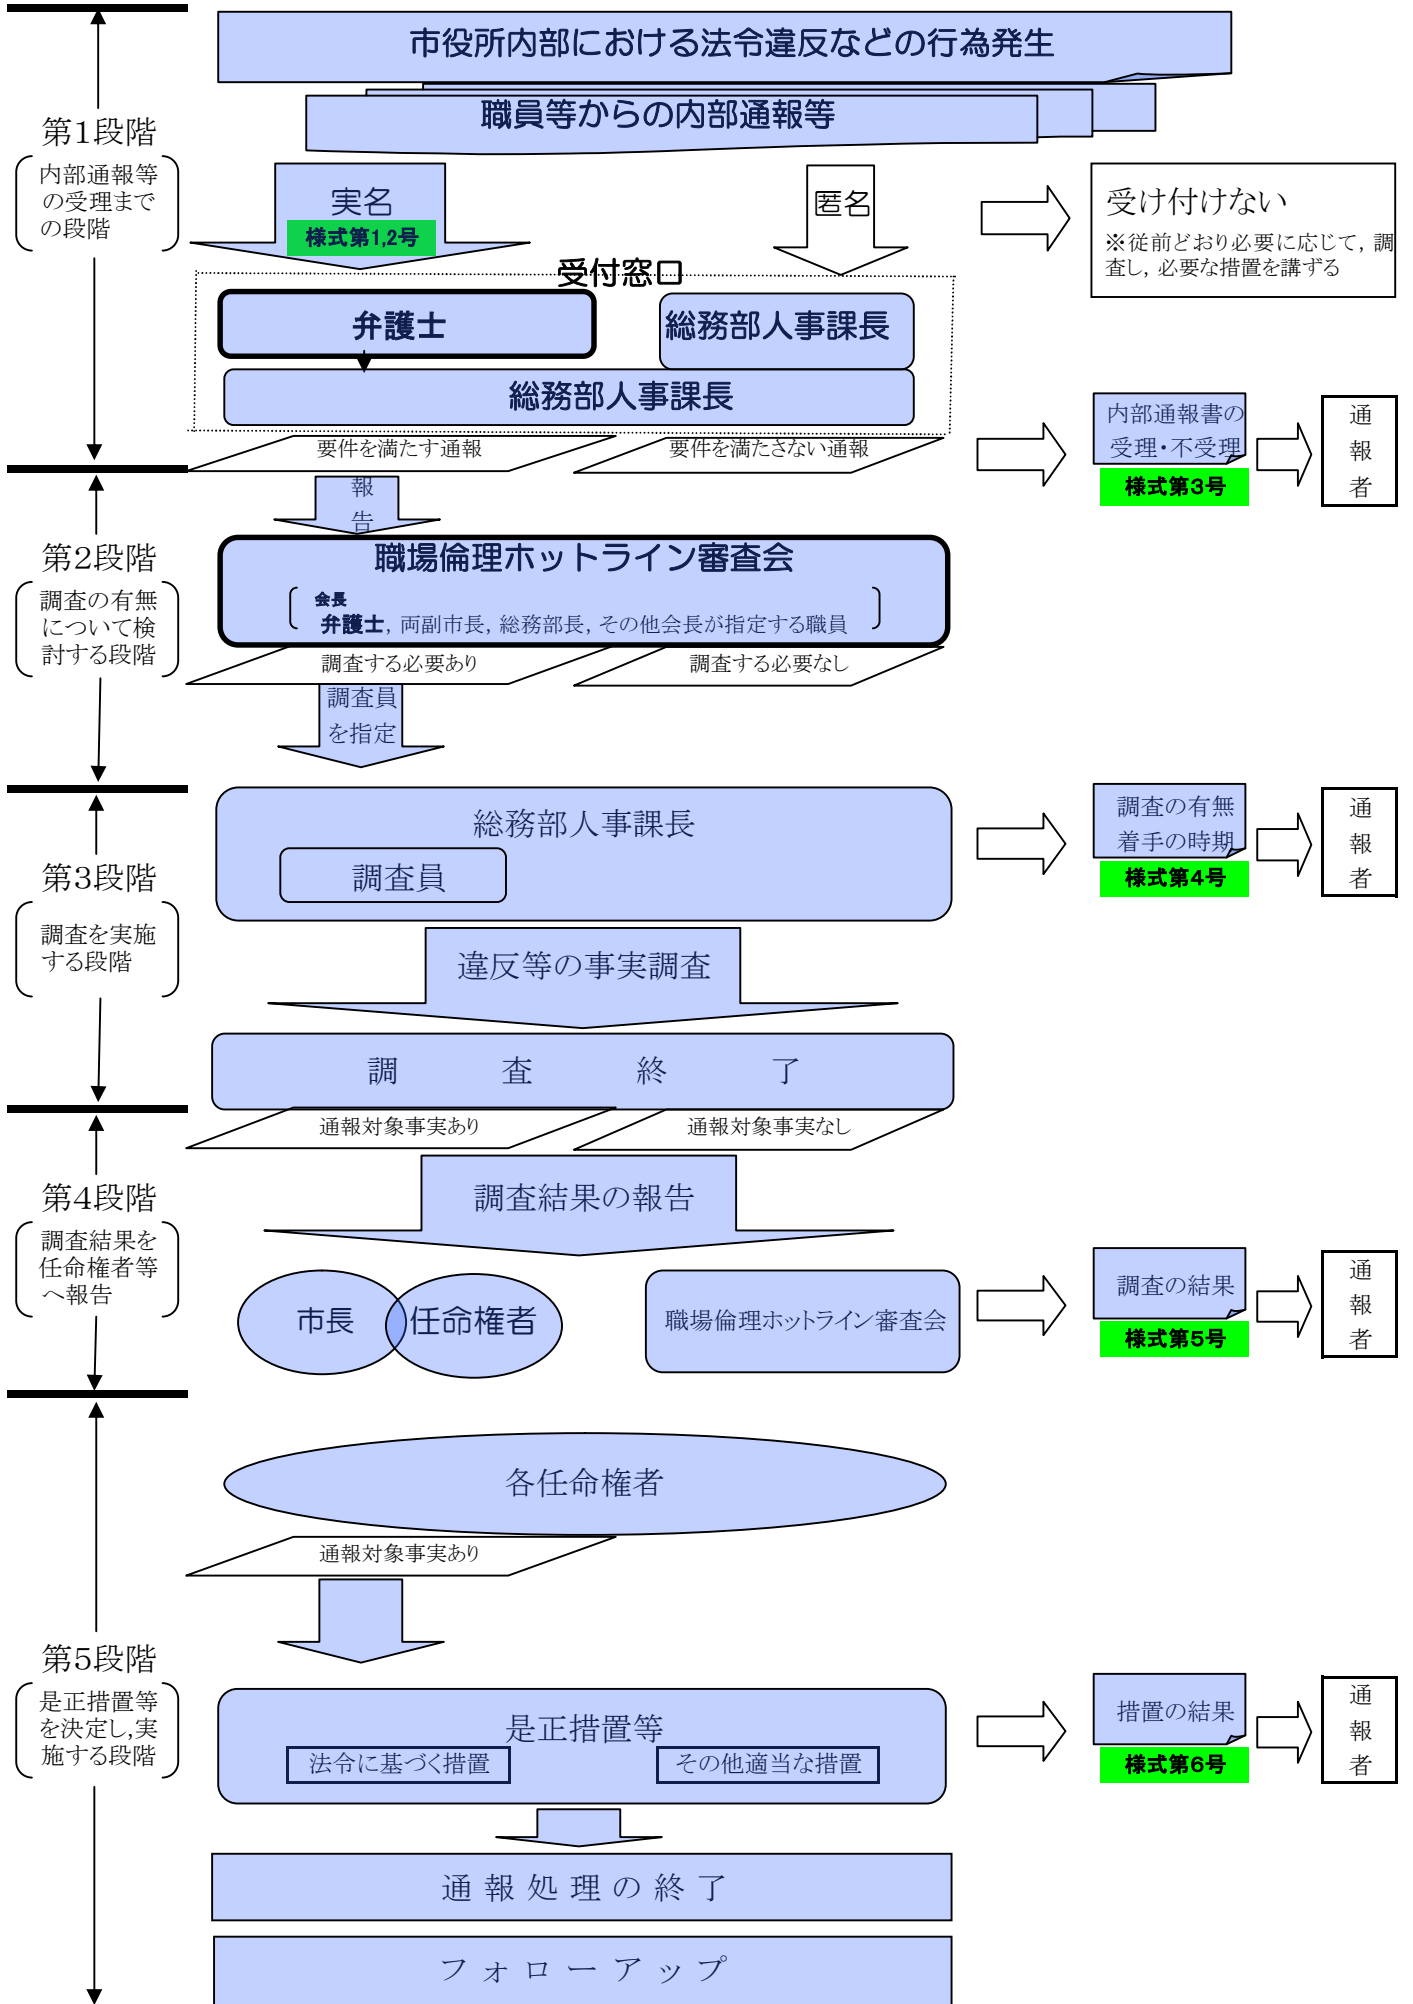 市役所内部における法令違反などの行為発生
職員等からの内部通報等
第1段階
内部通報等
の受理まで
の段階
実名
様式第1,2号
匿名
受け付けない
※従前どおり必要に応じて, 調
査し, 必要な措置を講ずる
受付窓口
弁護士
総務部人事課長
総務部人事課長
要件を満たす通報
要件を満たさない通報
内部通報書の
受理・不受理
様式第3号
通
報
者
報
告
第2段階
調査の有無
について検
討する段階
職場倫理ホットライン審査会
会長
弁護士, 両副市長, 総務部長, その他会長が指定する職員
調査する必要あり
調査する必要なし
調査員
を指定
第3段階
調査を実施
する段階
総務部人事課長
調査員
調査の有無
着手の時期
様式第4号
通
報
者
違反等の事実調査
調査終了
通報対象事実あり
通報対象事実なし
第4段階
調査結果を
任命権者等
へ報告
調査結果の報告
市長
任命権者
職場倫理ホットライン審査会
調査の結果
様式第5号
通
報
者
各任命権者
通報対象事実あり
第5段階
是正措置等
を決定し,実
施する段階
是正措置等
法令に基づく措置
その他適当な措置
措置の結果
様式第6号
通
報
者
通報処理の終了
フォローアップ